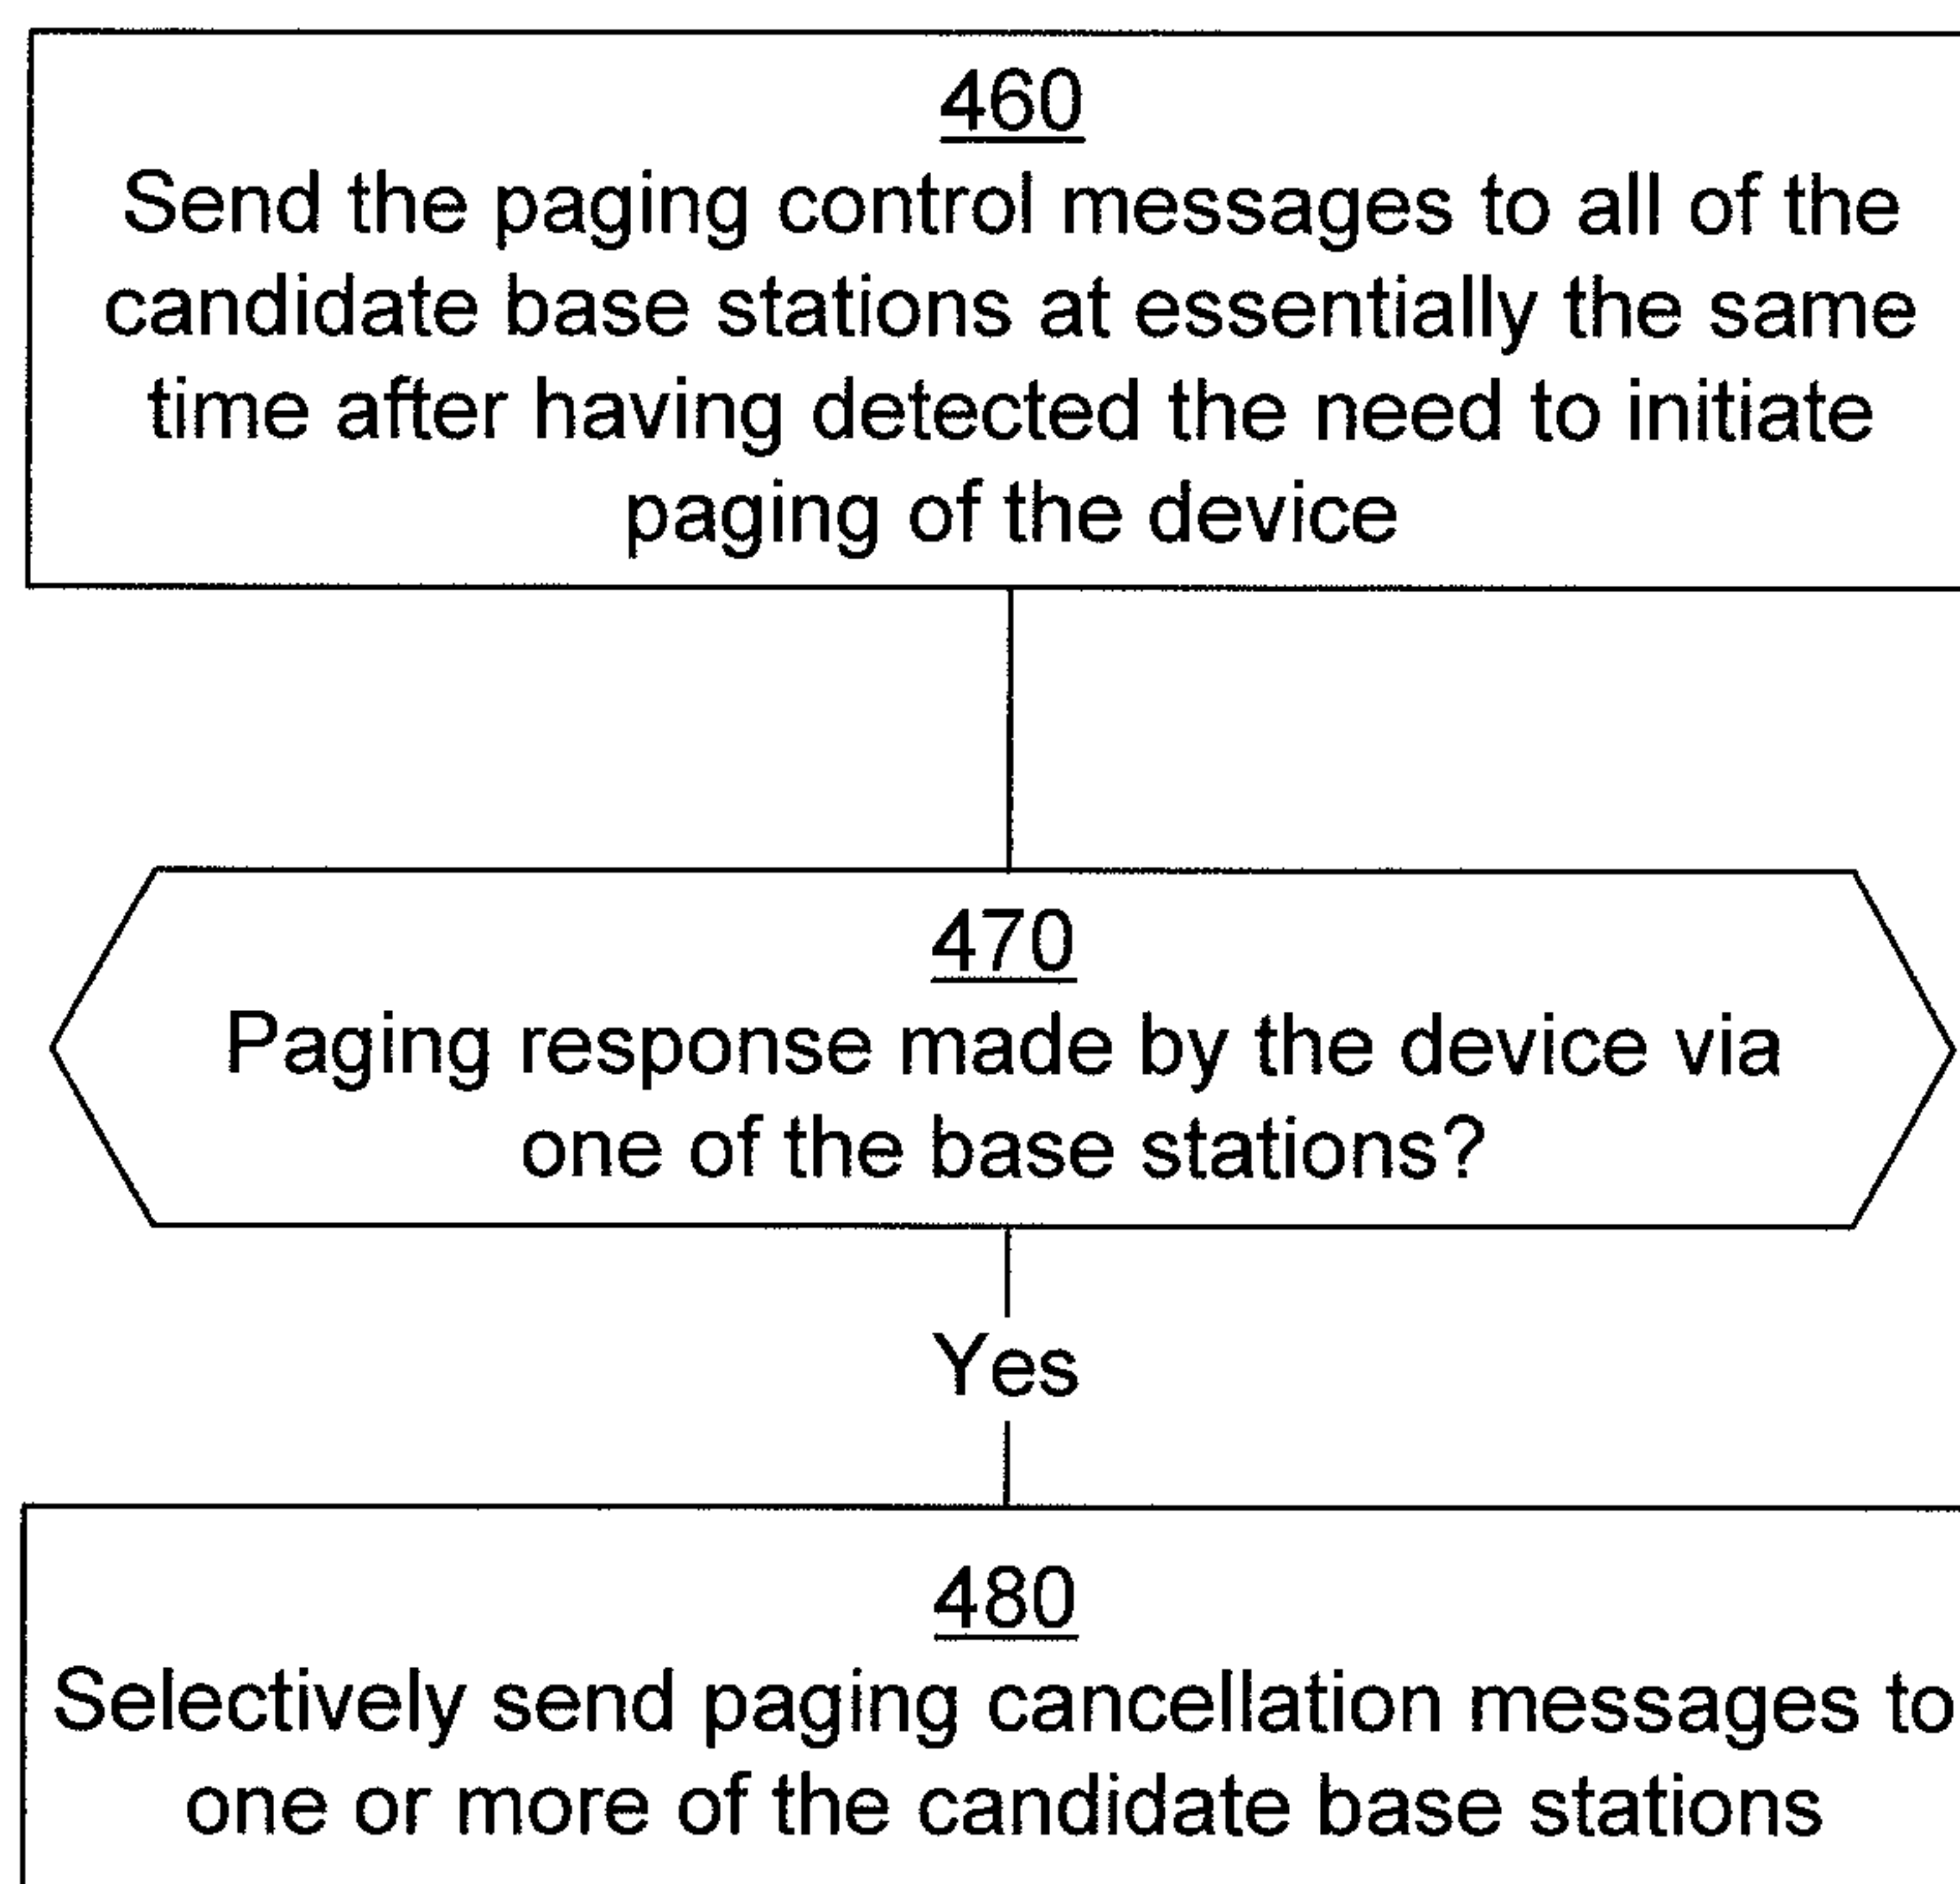 460
Send the paging control messages to all of the
candidate base stations at essentially the same
time after having detected the need to initiate
paging of the device
470
Paging response made by the device via
one of the base stations?
Yes
480
Selectively send paging cancellation messages to
one or more of the candidate base stations